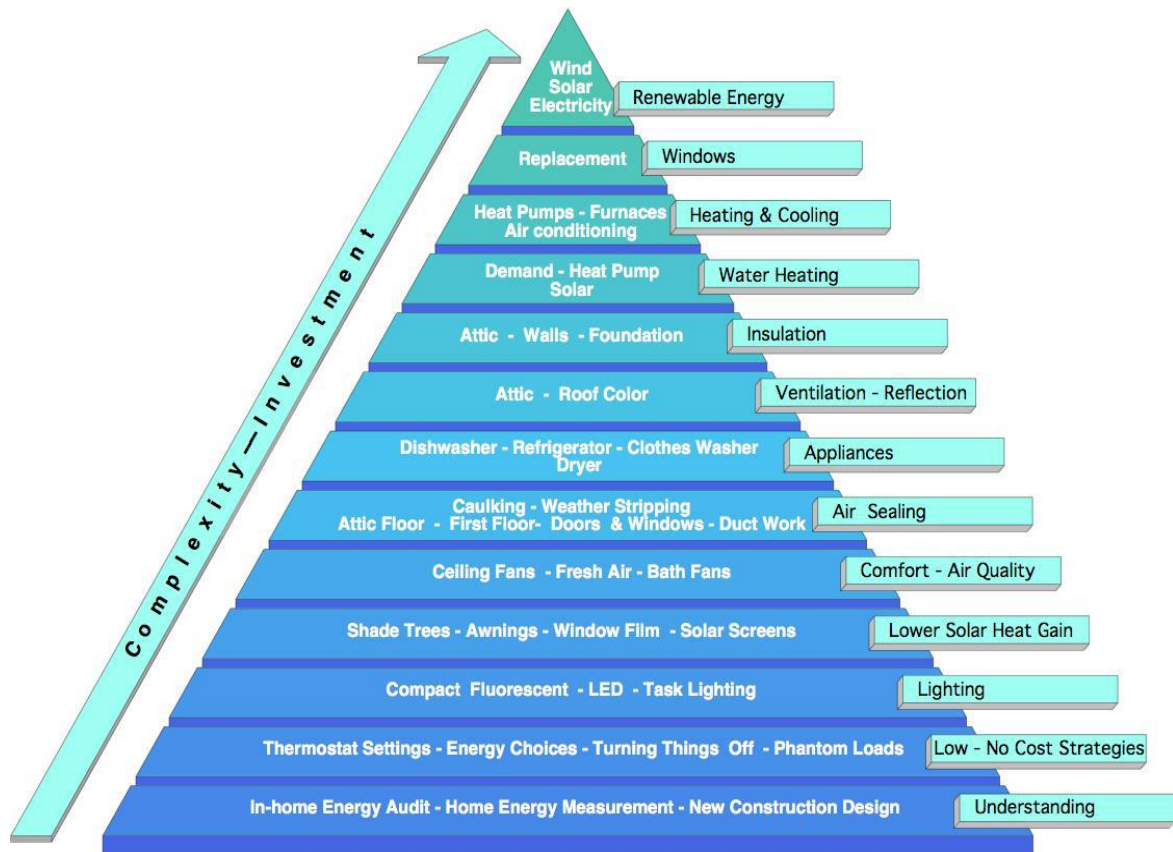 Wind
Solar
Electricity
Renewable Energy
Replacement
Windows
Heat Pumps - Furnaces
Air conditioning
Heating & Cooling
Demand - Heat Pump
Solar
Water Heating
Attic - Walls - Foundation
Insulation
Attic - Roof Color
Ventilation - Reflection
Dishwasher - Refrigerator - Clothes Washer
Dryer
Appliances
Caulking - Weather Stripping
Attic Floor - First Floor- Doors & Windows - Duct Work
Air Sealing
Ceiling Fans - Fresh Air - Bath Fans
Comfort - Air Quality
Shade Trees - Awnings - Window Film - Solar Screens
Lower Solar Heat Gain
Compact Fluorescent - LED - Task Lighting
Lighting
Thermostat Settings - Energy Choices - Turning Things Off - Phantom Loads
Low - No Cost Strategies
In-home Energy Audit - Home Energy Measurement - New Construction Design
Understanding
Complexity—Investment